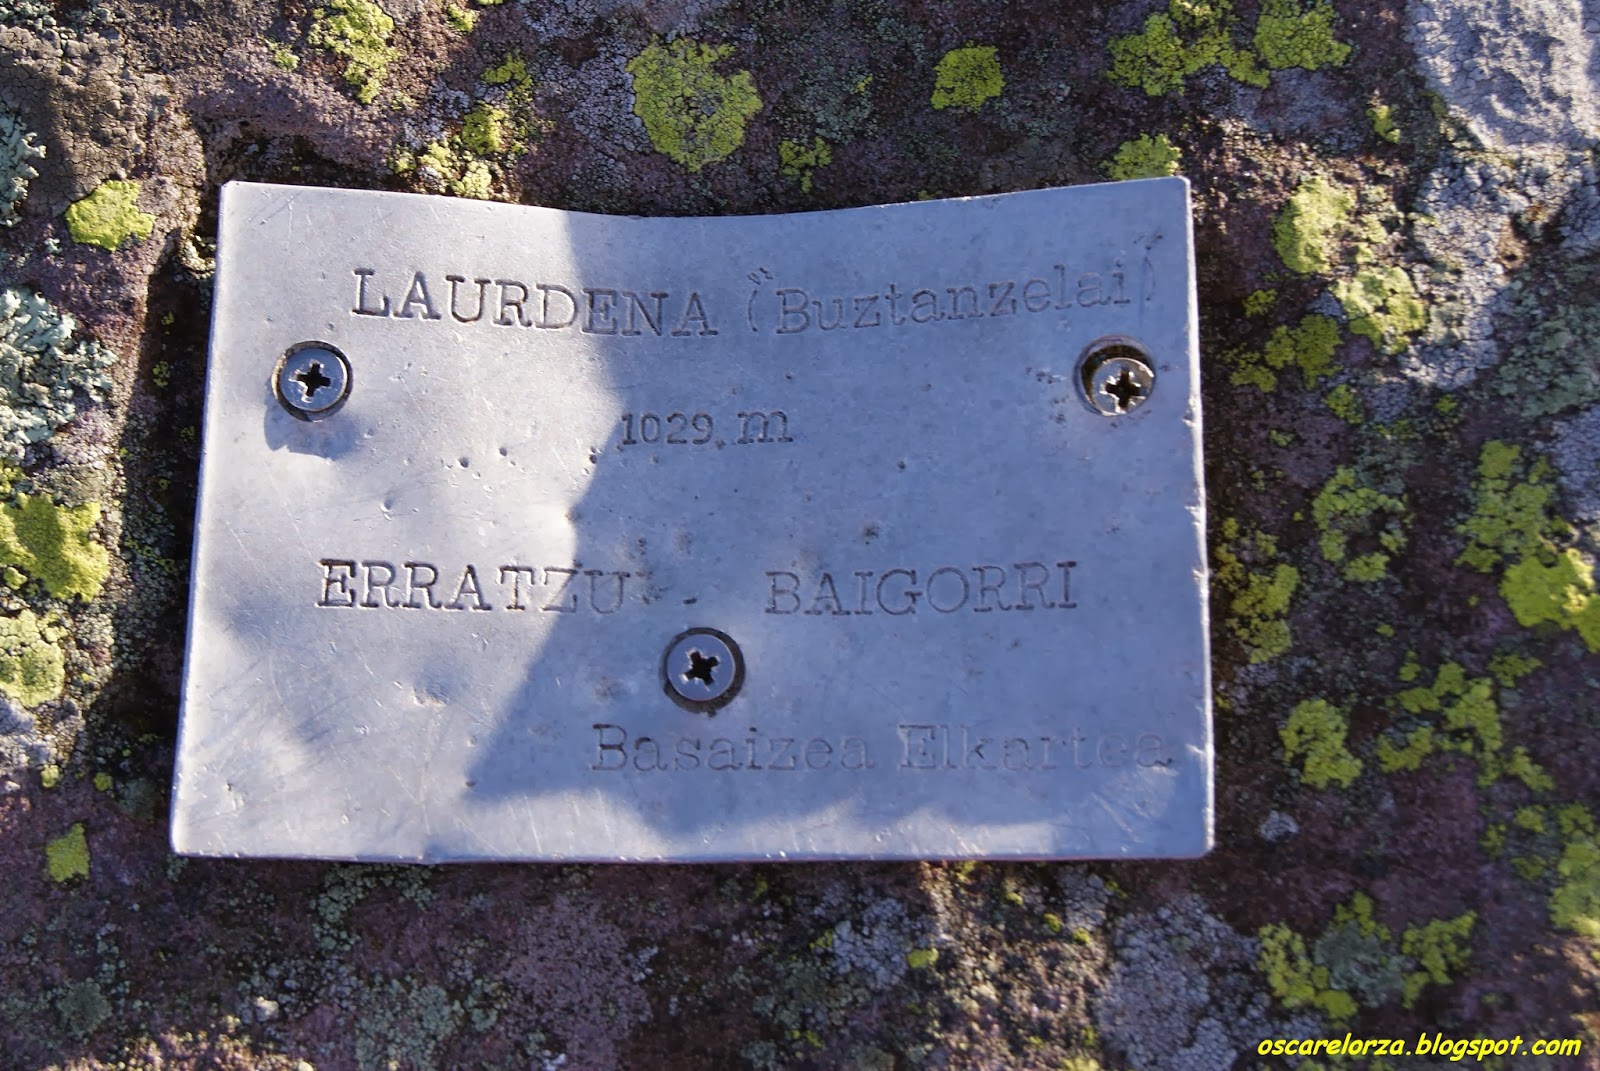 LAURDENA (Buztanzelai)
1029 m
ERRATZU - BAIGORRI
Basaizea Elkartea
oscarelorza.blogspot.com